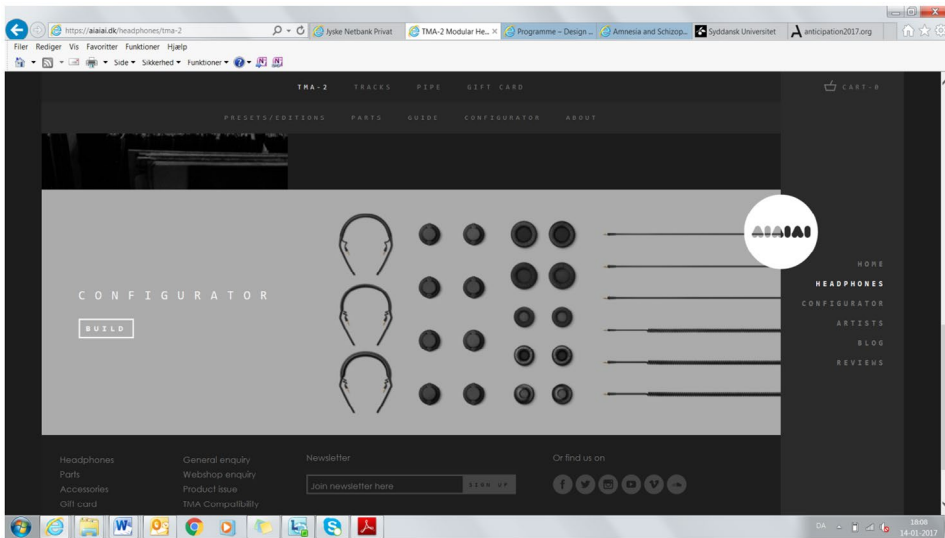 https://aiaiai.dk/headphones/tma-2
Jyske Netbank Privat
TMA-2 Modular He...
Programme – Design ...
Amnesia and Schizop...
Syddansk Universitet
anticipation2017.org
Filer Rediger Vis Favoritter Funktioner Hjælp
Side Sikkerhed Funktioner
TMA-2 TRACKS PIPE GIFT CARD
CART-0
PRESETS/EDITIONS PARTS GUIDE CONFIGURATOR ABOUT
AIAIAI
CONFIGURATOR
BUILD
HOME
HEADPHONES
CONFIGURATOR
ARTISTS
BLOG
REVIEWS
Headphones
Parts
Accessories
Gift card
General enquiry
Webshop enquiry
Product issue
TMA Compatibility
Newsletter
Join newsletter here
SIGN UP
Or find us on
DA
18:08
14-01-2017